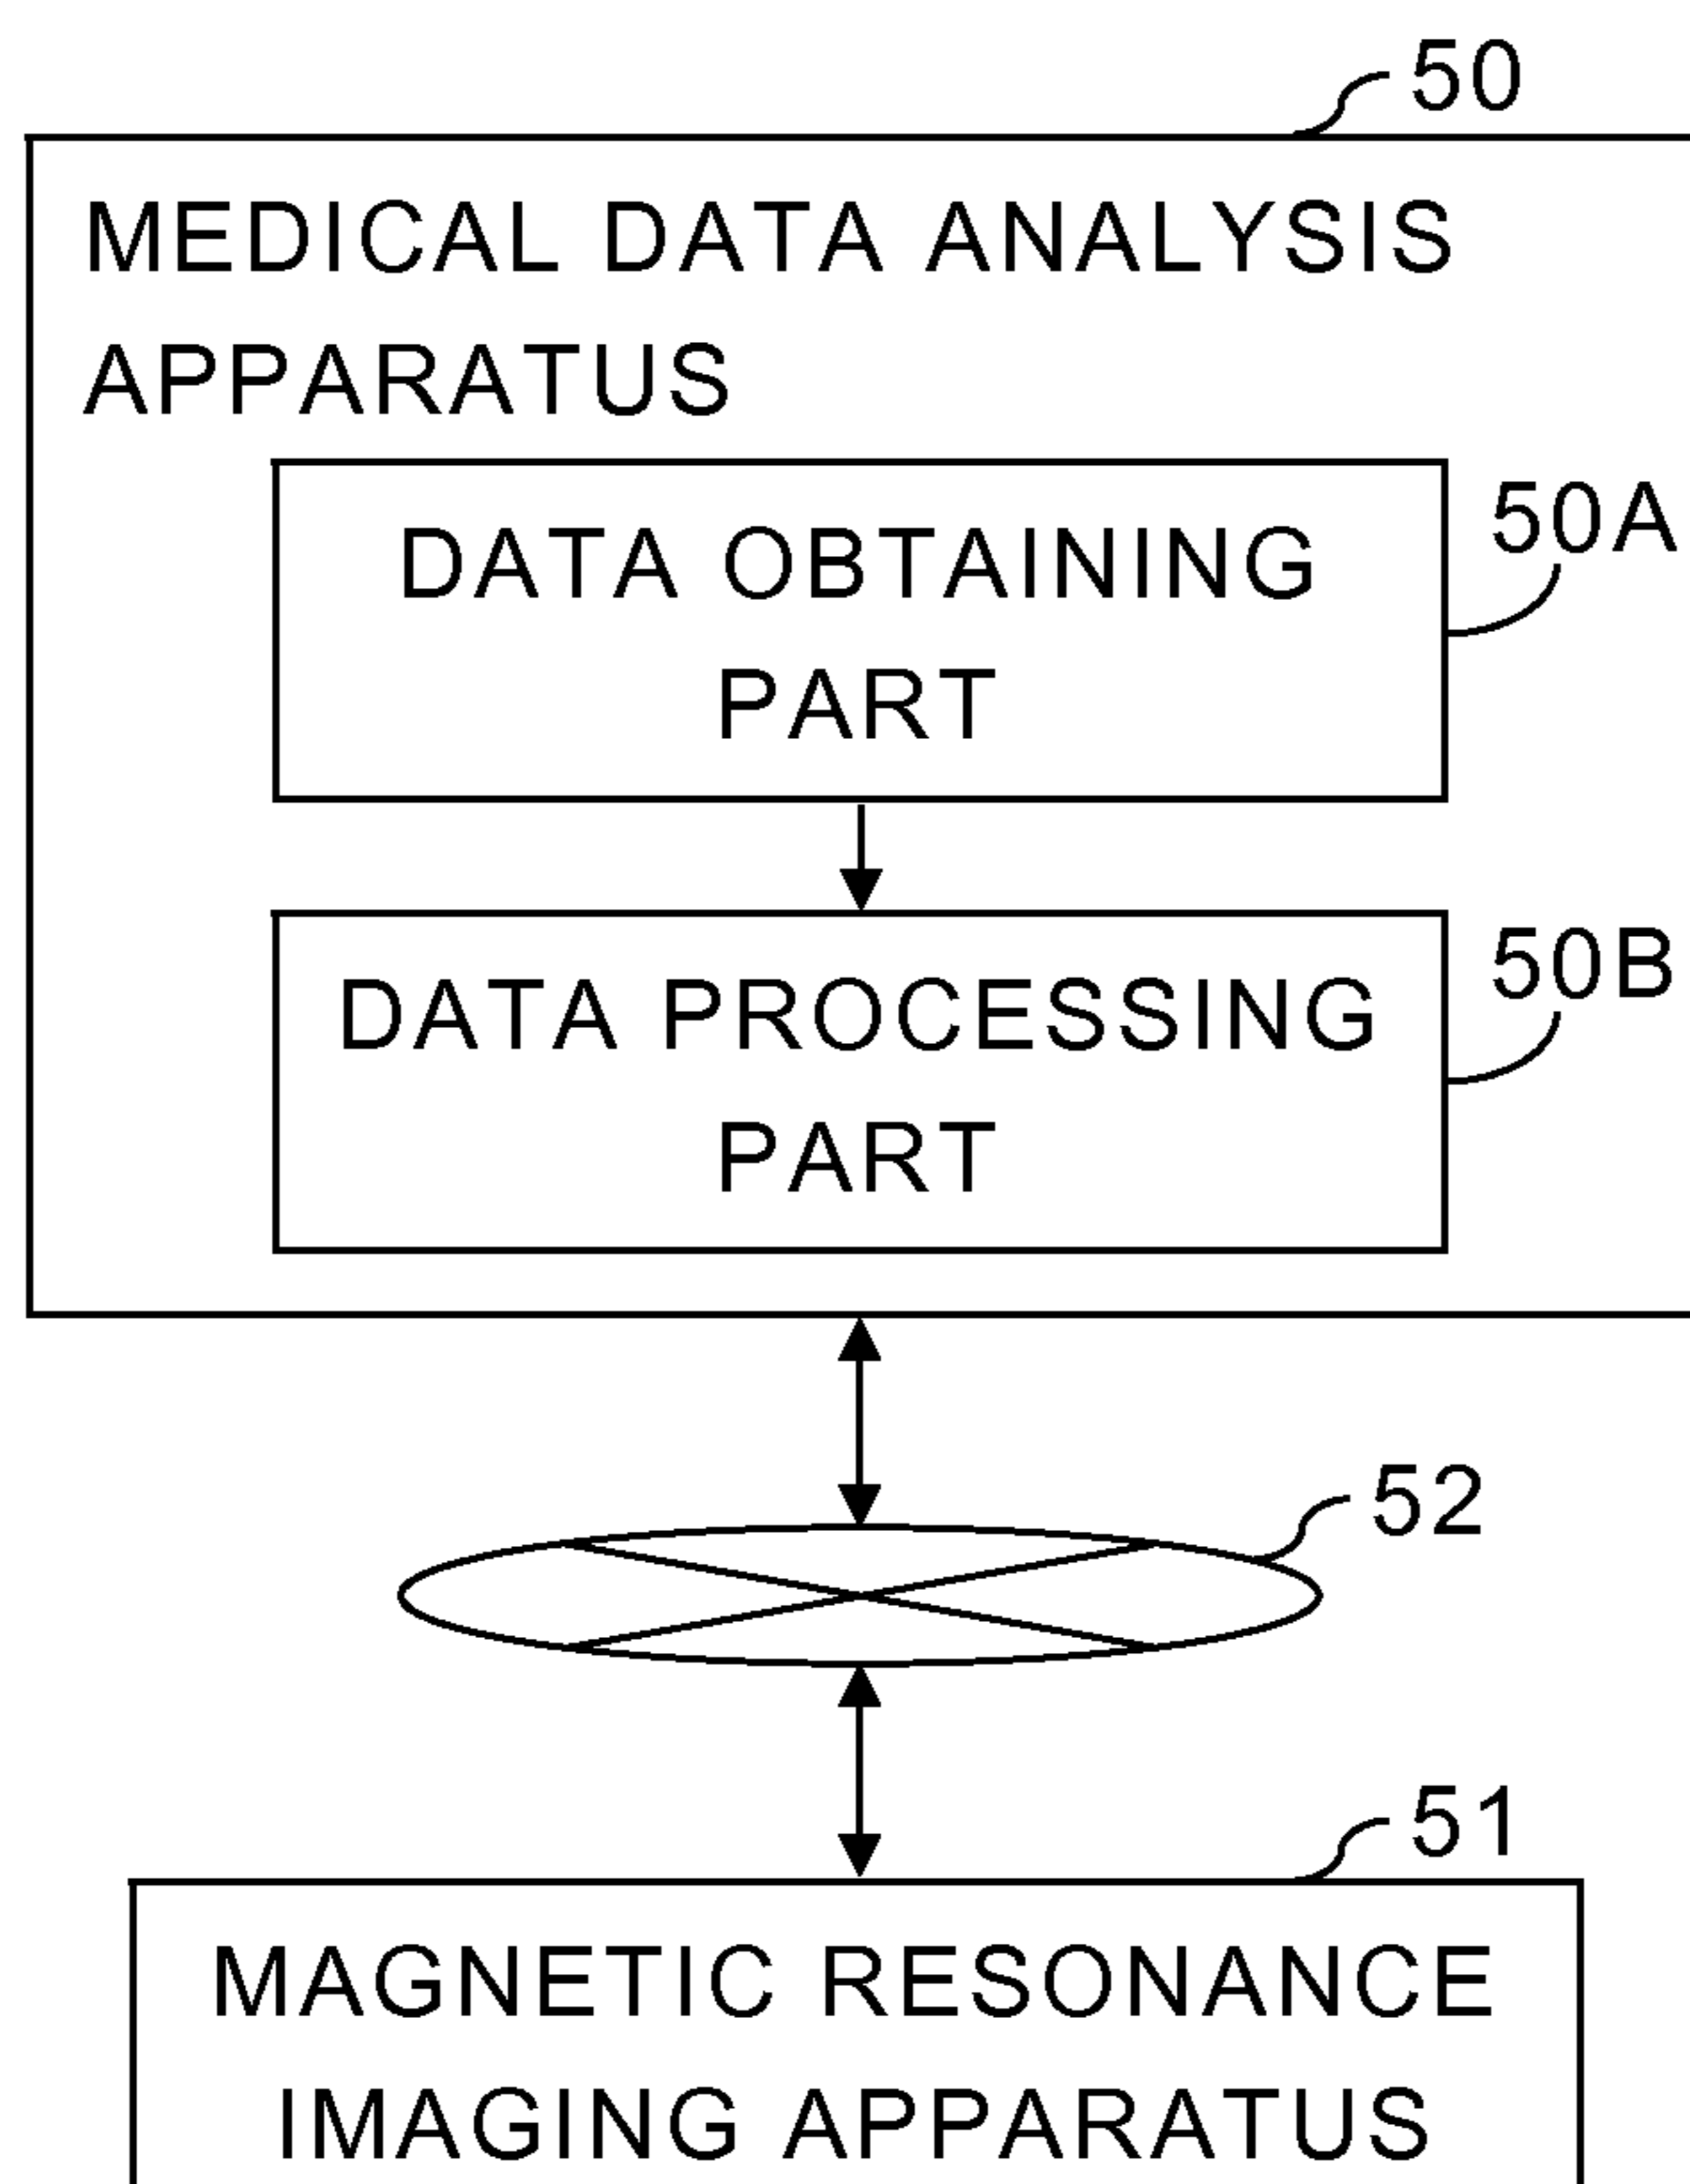 50
MEDICAL DATA ANALYSIS
APPARATUS
50A
DATA OBTAINING
PART
50B
DATA PROCESSING
PART
52
51
MAGNETIC RESONANCE
IMAGING APPARATUS